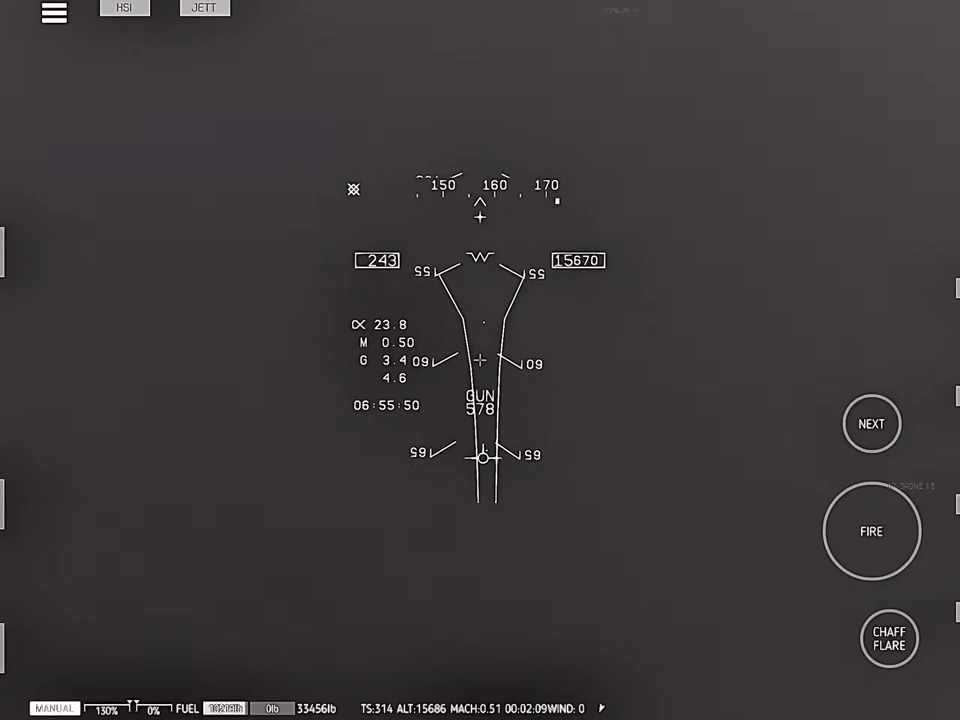 HSI JETT
150 160 170
243 15670
55 55
α 23.8
M 0.50
G 3.4 60 60
4.6
GUN
06:55:50 578
NEXT
65 65
FIRE
CHAFF
FLARE
MANUAL 130% 0% FUEL 0lb 33456lb TS:314 ALT:15686 MACH:0.51 00:02:09 WIND: 0